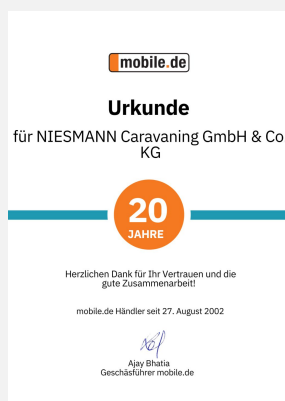 mobile.de
Urkunde
für NIESMANN Caravaning GmbH & Co
KG
20
JAHRE
Herzlichen Dank für Ihr Vertrauen und die
gute Zusammenarbeit!
mobile.de Händler seit 27. August 2002
Ajay Bhatia
Geschäsführer mobile.de